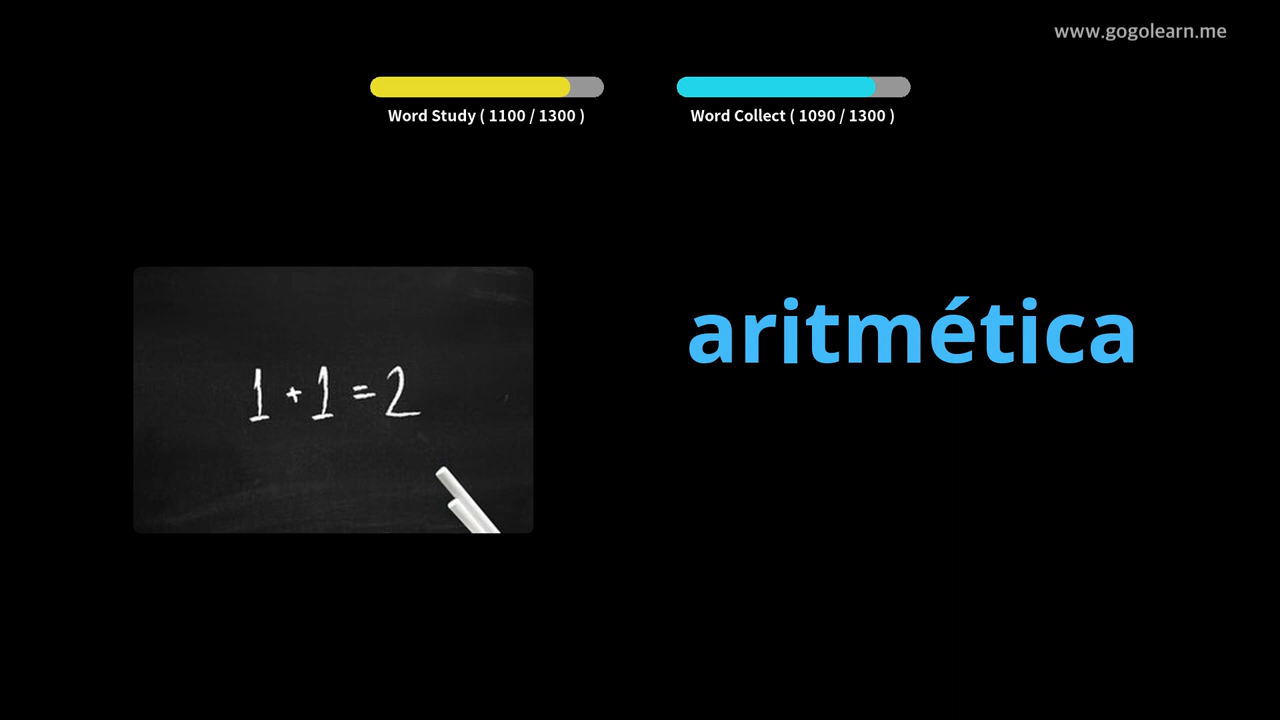 www.gogolearn.me
Word Study ( 1100 / 1300 )
Word Collect ( 1090 / 1300 )
aritmética
1 + 1 = 2